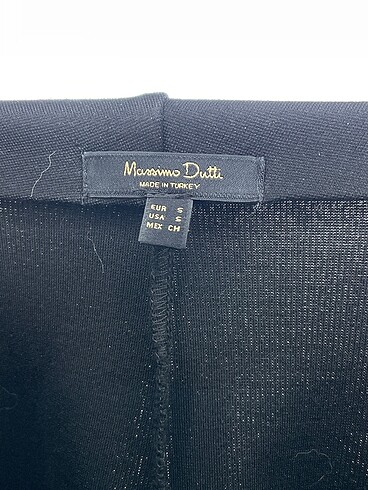 Massimo Dutti
MADE IN TURKEY
EUR S
USA S
MEX CH